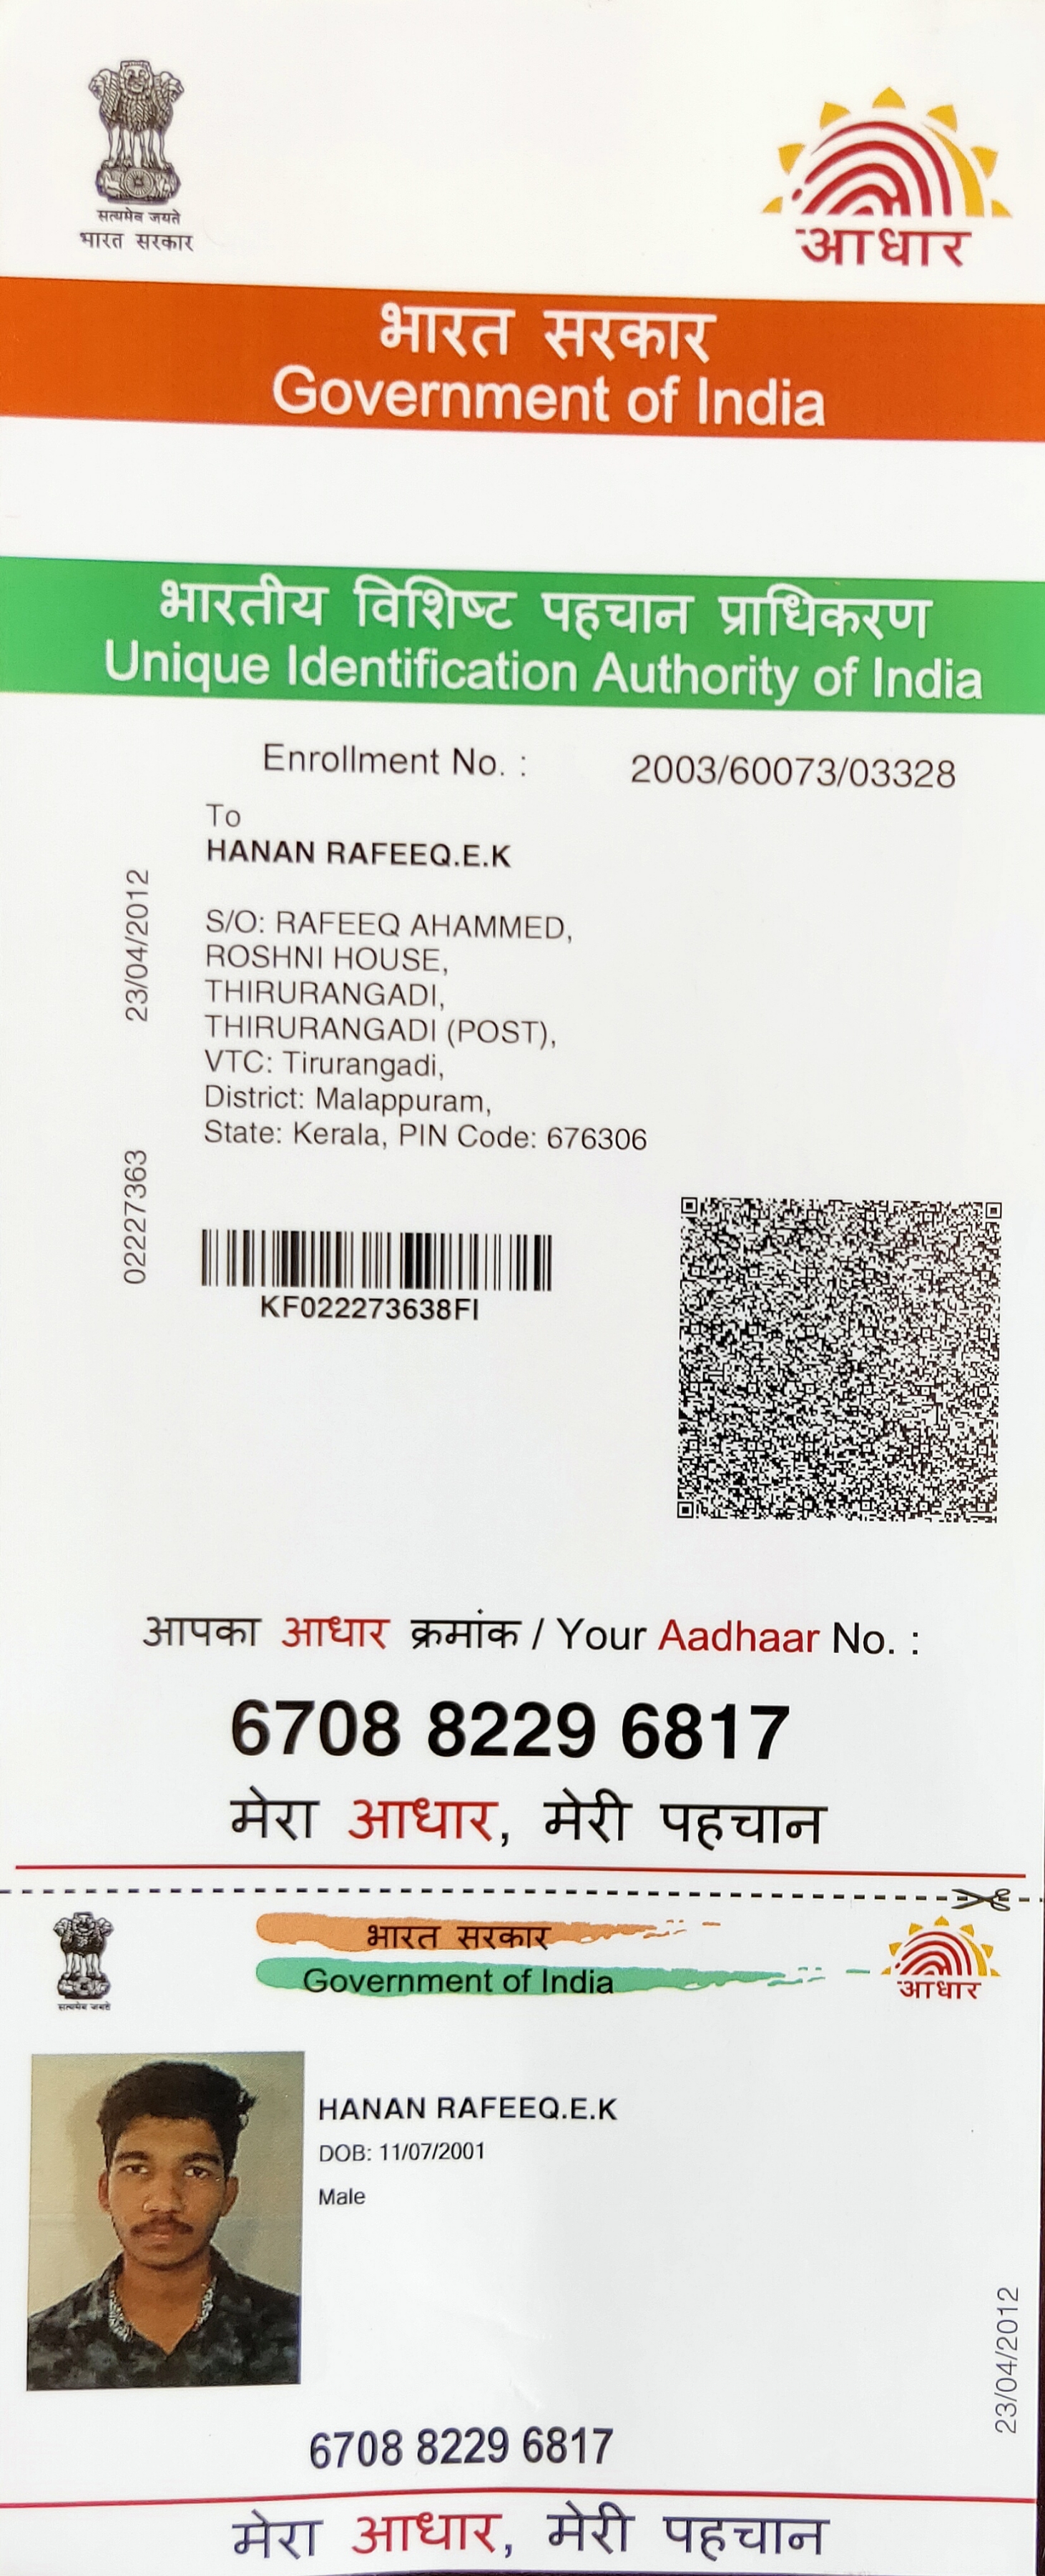 सत्यमेव जयते
भारत सरकार
आधार
भारत सरकार
Government of India
भारतीय विशिष्ट पहचान प्राधिकरण
Unique Identification Authority of India
Enrollment No. : 2003/60073/03328
To
HANAN RAFEEQ.E.K
S/O: RAFEEQ AHAMMED,
ROSHNI HOUSE,
THIRURANGADI,
THIRURANGADI (POST),
VTC: Tirurangadi,
District: Malappuram,
State: Kerala, PIN Code: 676306
23/04/2012
02227363
KF022273638FI
आपका आधार क्रमांक / Your Aadhaar No. :
6708 8229 6817
मेरा आधार, मेरी पहचान
सत्यमेव जयते
भारत सरकार
Government of India
आधार
HANAN RAFEEQ.E.K
DOB: 11/07/2001
Male
23/04/2012
6708 8229 6817
मेरा आधार, मेरी पहचान